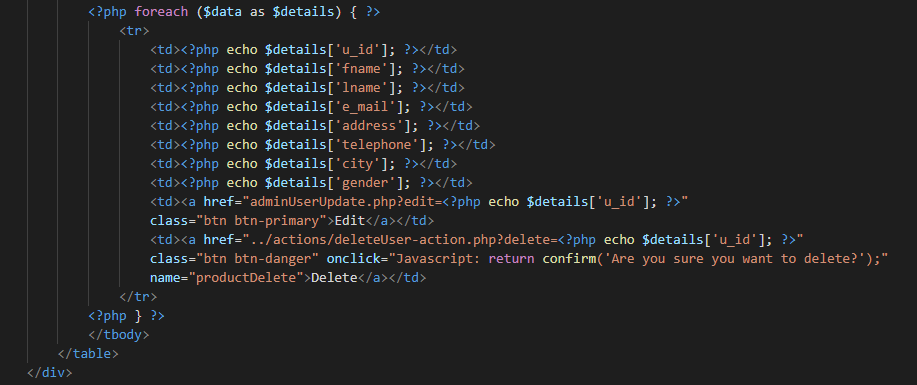 <?php foreach ($data as $details) { ?>
<tr>
<td><?php echo $details['u_id']; ?></td>
<td><?php echo $details['fname']; ?></td>
<td><?php echo $details['lname']; ?></td>
<td><?php echo $details['e_mail']; ?></td>
<td><?php echo $details['address']; ?></td>
<td><?php echo $details['telephone']; ?></td>
<td><?php echo $details['city']; ?></td>
<td><?php echo $details['gender']; ?></td>
<td><a href="adminUserUpdate.php?edit=<?php echo $details['u_id']; ?>"
class="btn btn-primary">Edit</a></td>
<td><a href="../actions/deleteUser-action.php?delete=<?php echo $details['u_id']; ?>"
class="btn btn-danger" onclick="Javascript: return confirm('Are you sure you want to delete?');"
name="productDelete">Delete</a></td>
</tr>
<?php } ?>
</tbody>
</table>
</div>